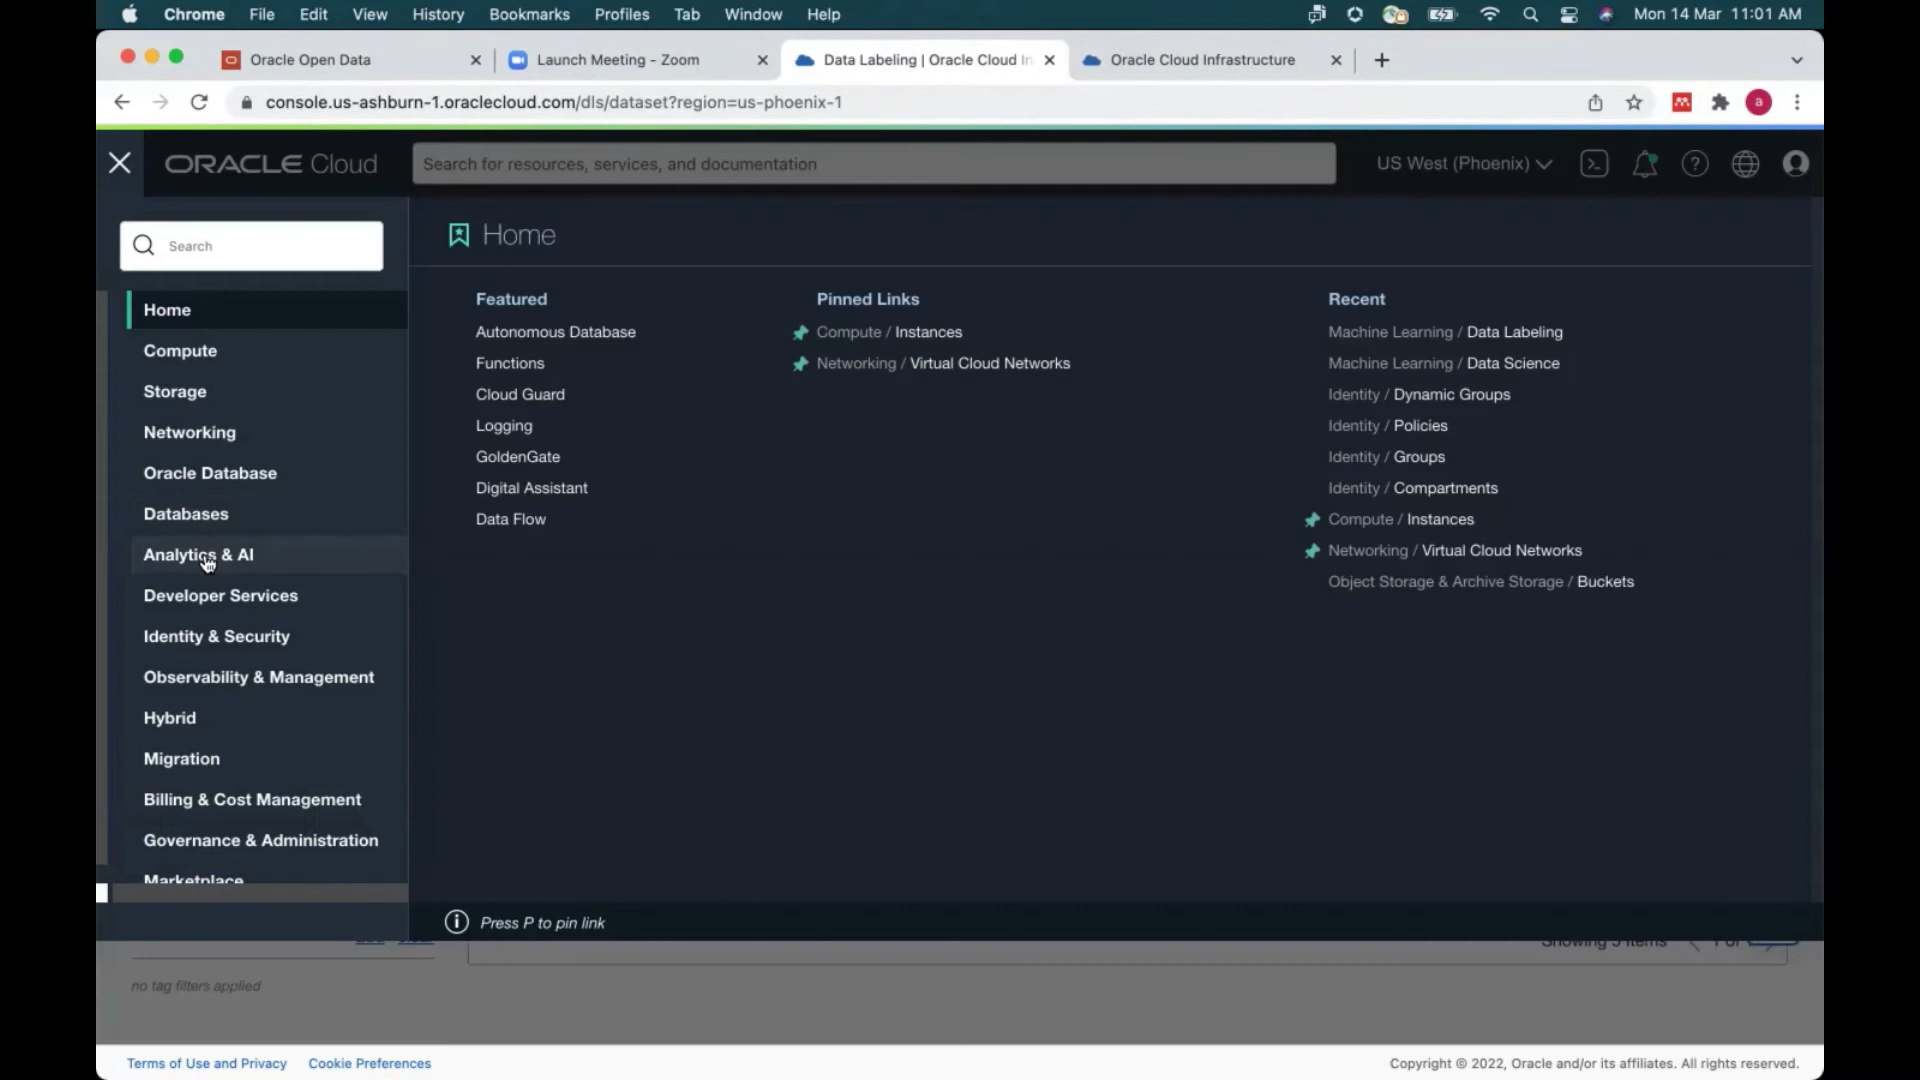 Chrome File Edit View History Bookmarks Profiles Tab Window Help Mon 14 Mar 11:01 AM
Oracle Open Data Launch Meeting - Zoom Data Labeling | Oracle Cloud In Oracle Cloud Infrastructure
console.us-ashburn-1.oraclecloud.com/dls/dataset?region=us-phoenix-1 a
ORACLE Cloud Search for resources, services, and documentation US West (Phoenix)
Search
Home
Compute
Storage
Networking
Oracle Database
Databases
Analytics & AI
Developer Services
Identity & Security
Observability & Management
Hybrid
Migration
Billing & Cost Management
Governance & Administration
Marketplace
Home
Featured
Autonomous Database
Functions
Cloud Guard
Logging
GoldenGate
Digital Assistant
Data Flow
Pinned Links
Compute / Instances
Networking / Virtual Cloud Networks
Recent
Machine Learning / Data Labeling
Machine Learning / Data Science
Identity / Dynamic Groups
Identity / Policies
Identity / Groups
Identity / Compartments
Compute / Instances
Networking / Virtual Cloud Networks
Object Storage & Archive Storage / Buckets
Press P to pin link
Showing 5 Items
no tag filters applied
Terms of Use and Privacy Cookie Preferences Copyright © 2022, Oracle and/or its affiliates. All rights reserved.